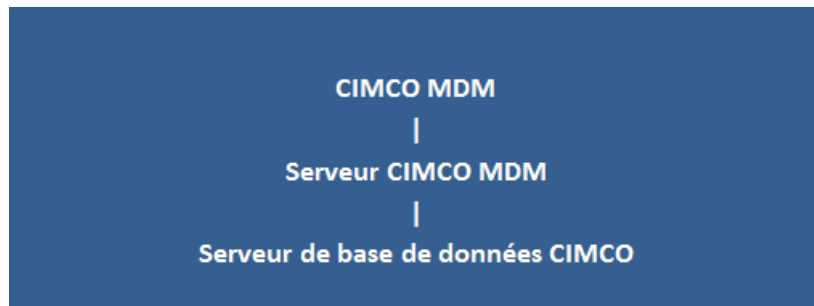 CIMCO MDM
|
Serveur CIMCO MDM
|
Serveur de base de données CIMCO